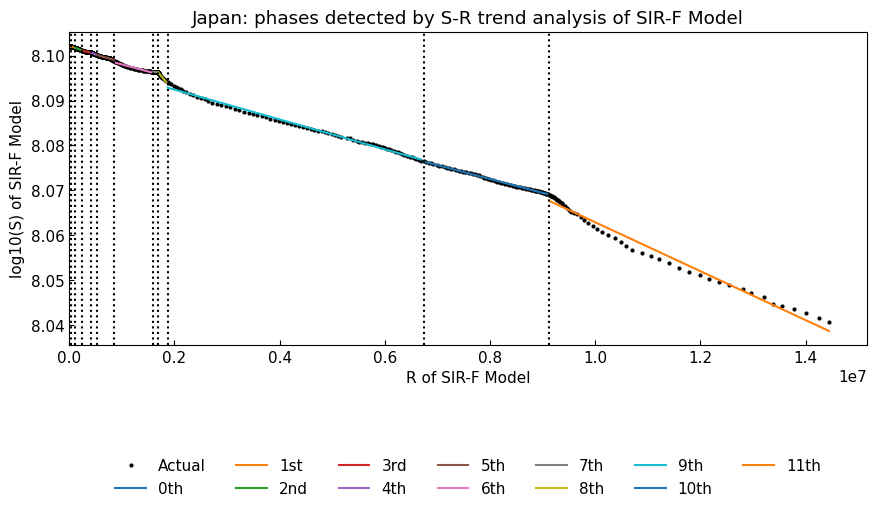 Japan: phases detected by S-R trend analysis of SIR-F Model
log10(S) of SIR-F Model
8.10
8.09
8.08
8.07
8.06
8.05
8.04
0.0 0.2 0.4 0.6 0.8 1.0 1.2 1.4
1e7
R of SIR-F Model
Actual 1st 3rd 5th 7th 9th 11th
0th 2nd 4th 6th 8th 10th